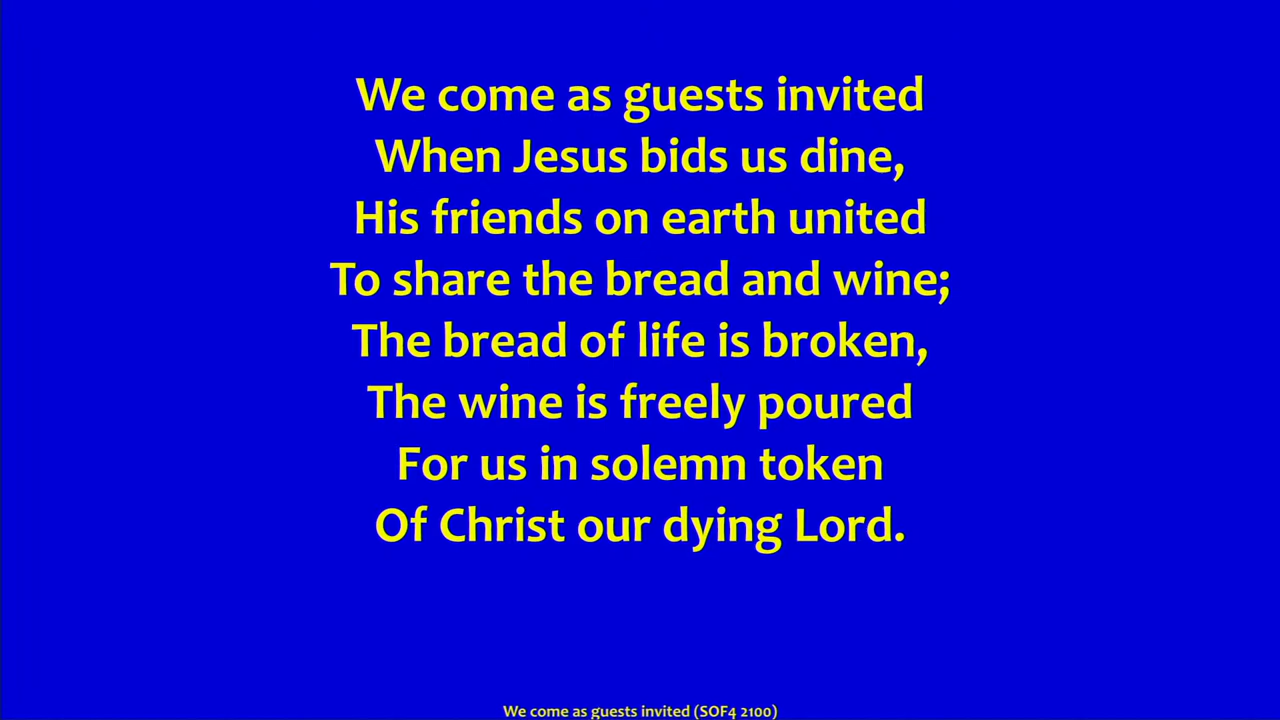 We come as guests invited
When Jesus bids us dine,
His friends on earth united
To share the bread and wine;
The bread of life is broken,
The wine is freely poured
For us in solemn token
Of Christ our dying Lord.
We come as guests invited (SOF4 2100)